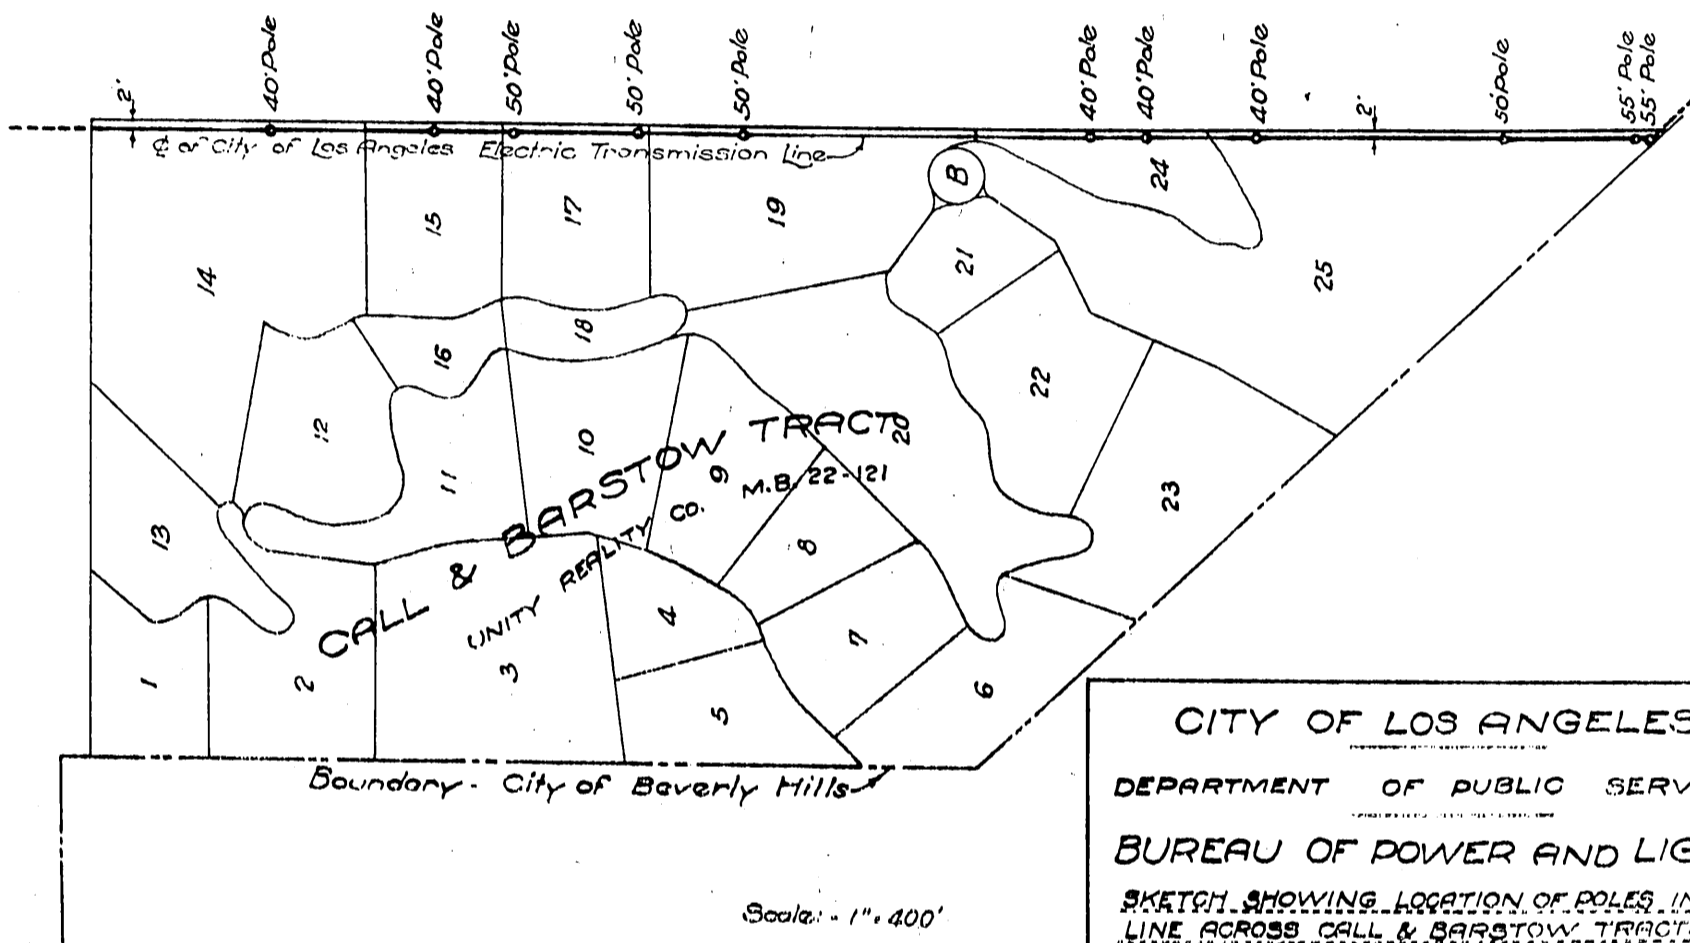 2'
40' Pole
40' Pole
50' Pole
50' Pole
50' Pole
40' Pole
40' Pole
40' Pole
2'
50' Pole
55' Pole
55' Pole
℄ of City of Los Angeles Electric Transmission Line
B
24
15
17
19
21
25
14
18
16
22
12
10
20
11
9
23
13
8
4
7
1
2
3
5
6
CALL & BARSTOW TRACT
UNITY REALITY CO. M.B. 22-121
Boundary - City of Beverly Hills
Scale: - 1" = 400'
CITY OF LOS ANGELES
DEPARTMENT OF PUBLIC SERV
BUREAU OF POWER AND LIG
SKETCH SHOWING LOCATION OF POLES IN
LINE ACROSS CALL & BARSTOW TRACT